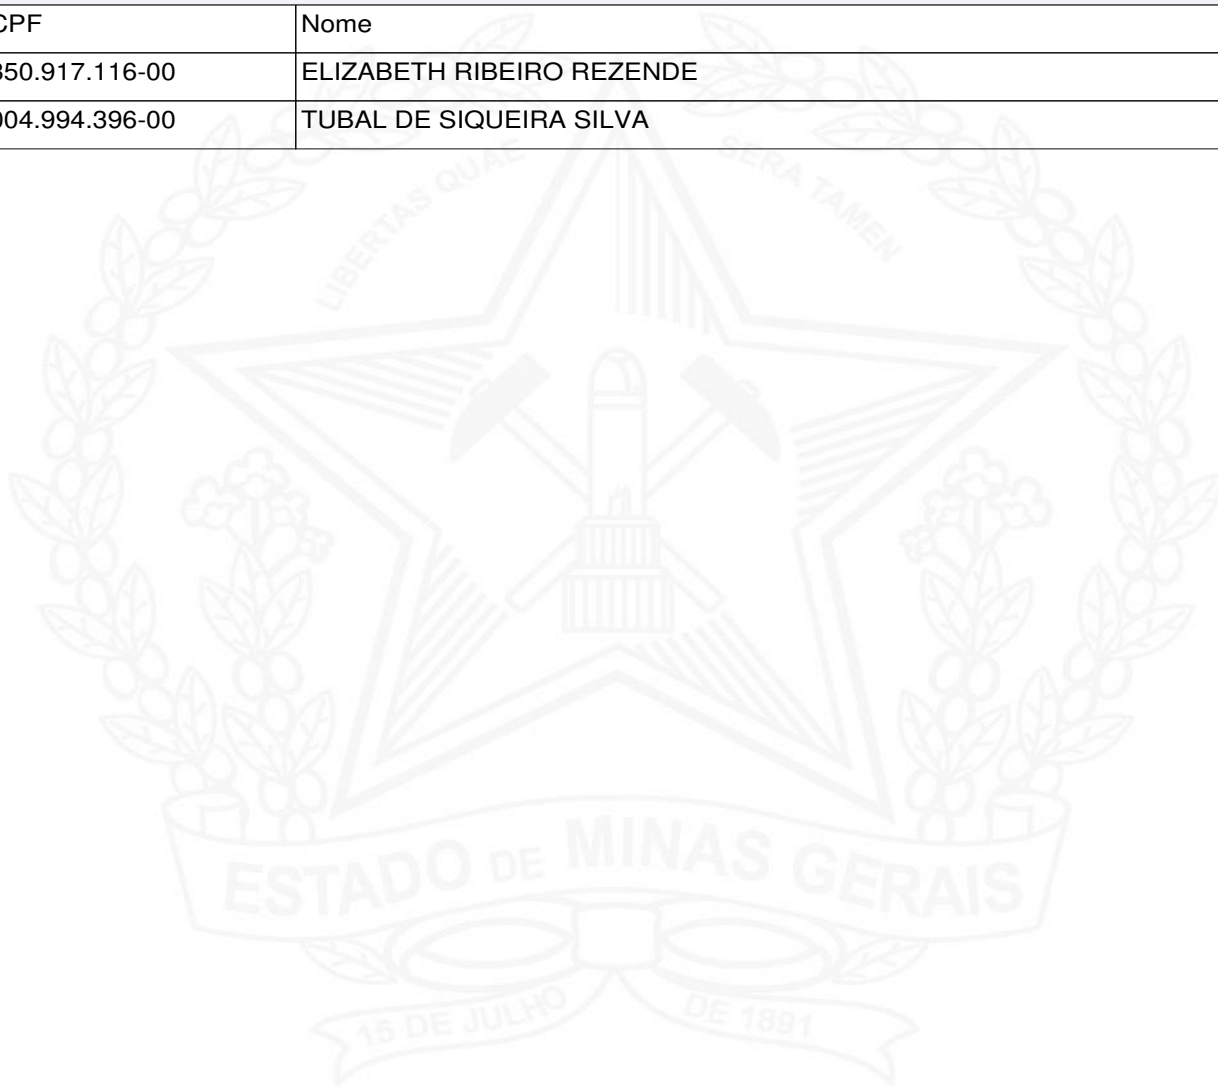 CPF Nome
350.917.116-00 ELIZABETH RIBEIRO REZENDE
004.994.396-00 TUBAL DE SIQUEIRA SILVA
LIBERTAS QUAE SERA TAMEN
ESTADO DE MINAS GERAIS
15 DE JULHO DE 1891